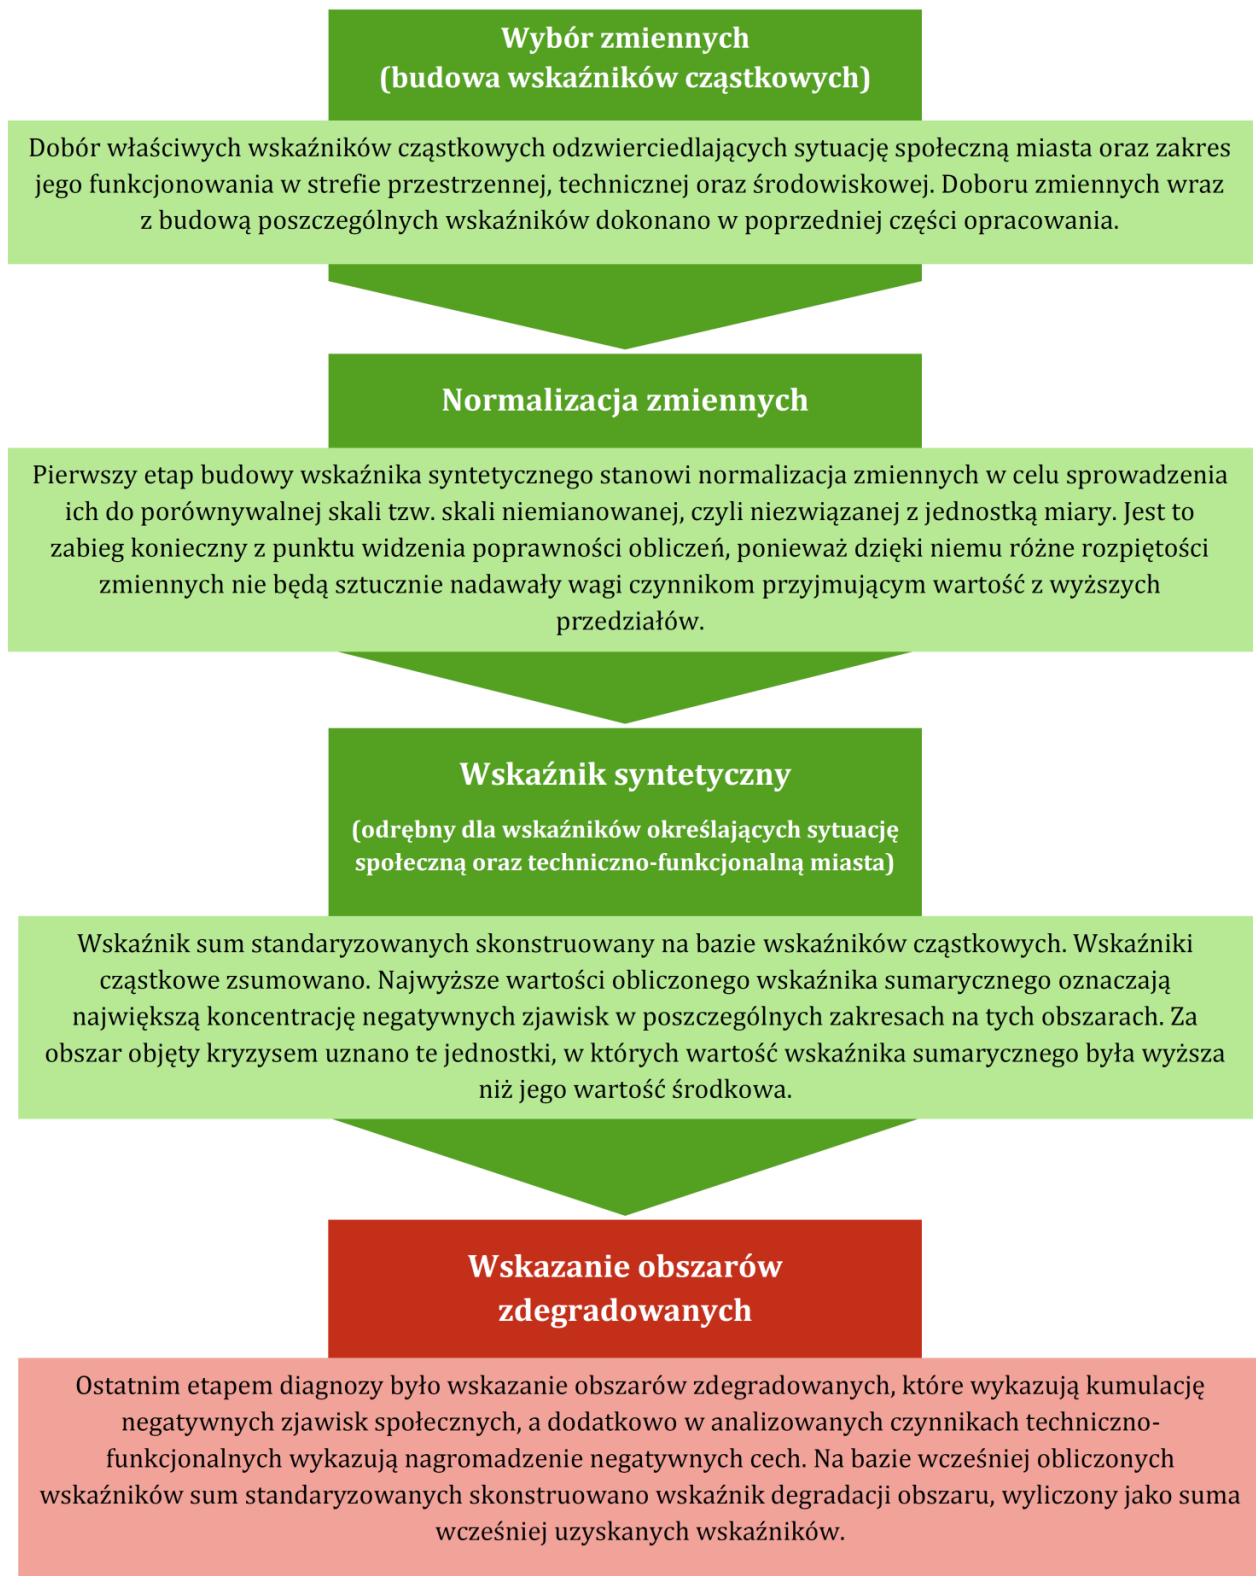 Wybór zmiennych
(budowa wskaźników cząstkowych)
Dobór właściwych wskaźników cząstkowych odzwierciedlających sytuację społeczną miasta oraz zakres
jego funkcjonowania w strefie przestrzennej, technicznej oraz środowiskowej. Doboru zmiennych wraz
z budową poszczególnych wskaźników dokonano w poprzedniej części opracowania.
Normalizacja zmiennych
Pierwszy etap budowy wskaźnika syntetycznego stanowi normalizacja zmiennych w celu sprowadzenia
ich do porównywalnej skali tzw. skali niemianowanej, czyli niezwiązanej z jednostką miary. Jest to
zabieg konieczny z punktu widzenia poprawności obliczeń, ponieważ dzięki niemu różne rozpiętości
zmiennych nie będą sztucznie nadawały wagi czynnikom przyjmującym wartość z wyższych
przedziałów.
Wskaźnik syntetyczny
(odrębny dla wskaźników określających sytuację
społeczną oraz techniczno-funkcjonalną miasta)
Wskaźnik sum standaryzowanych skonstruowany na bazie wskaźników cząstkowych. Wskaźniki
cząstkowe zsumowano. Najwyższe wartości obliczonego wskaźnika sumarycznego oznaczają
największą koncentrację negatywnych zjawisk w poszczególnych zakresach na tych obszarach. Za
obszar objęty kryzysem uznano te jednostki, w których wartość wskaźnika sumarycznego była wyższa
niż jego wartość środkowa.
Wskazanie obszarów
zdegradowanych
Ostatnim etapem diagnozy było wskazanie obszarów zdegradowanych, które wykazują kumulację
negatywnych zjawisk społecznych, a dodatkowo w analizowanych czynnikach techniczno-
funkcjonalnych wykazują nagromadzenie negatywnych cech. Na bazie wcześniej obliczonych
wskaźników sum standaryzowanych skonstruowano wskaźnik degradacji obszaru, wyliczony jako suma
wcześniej uzyskanych wskaźników.